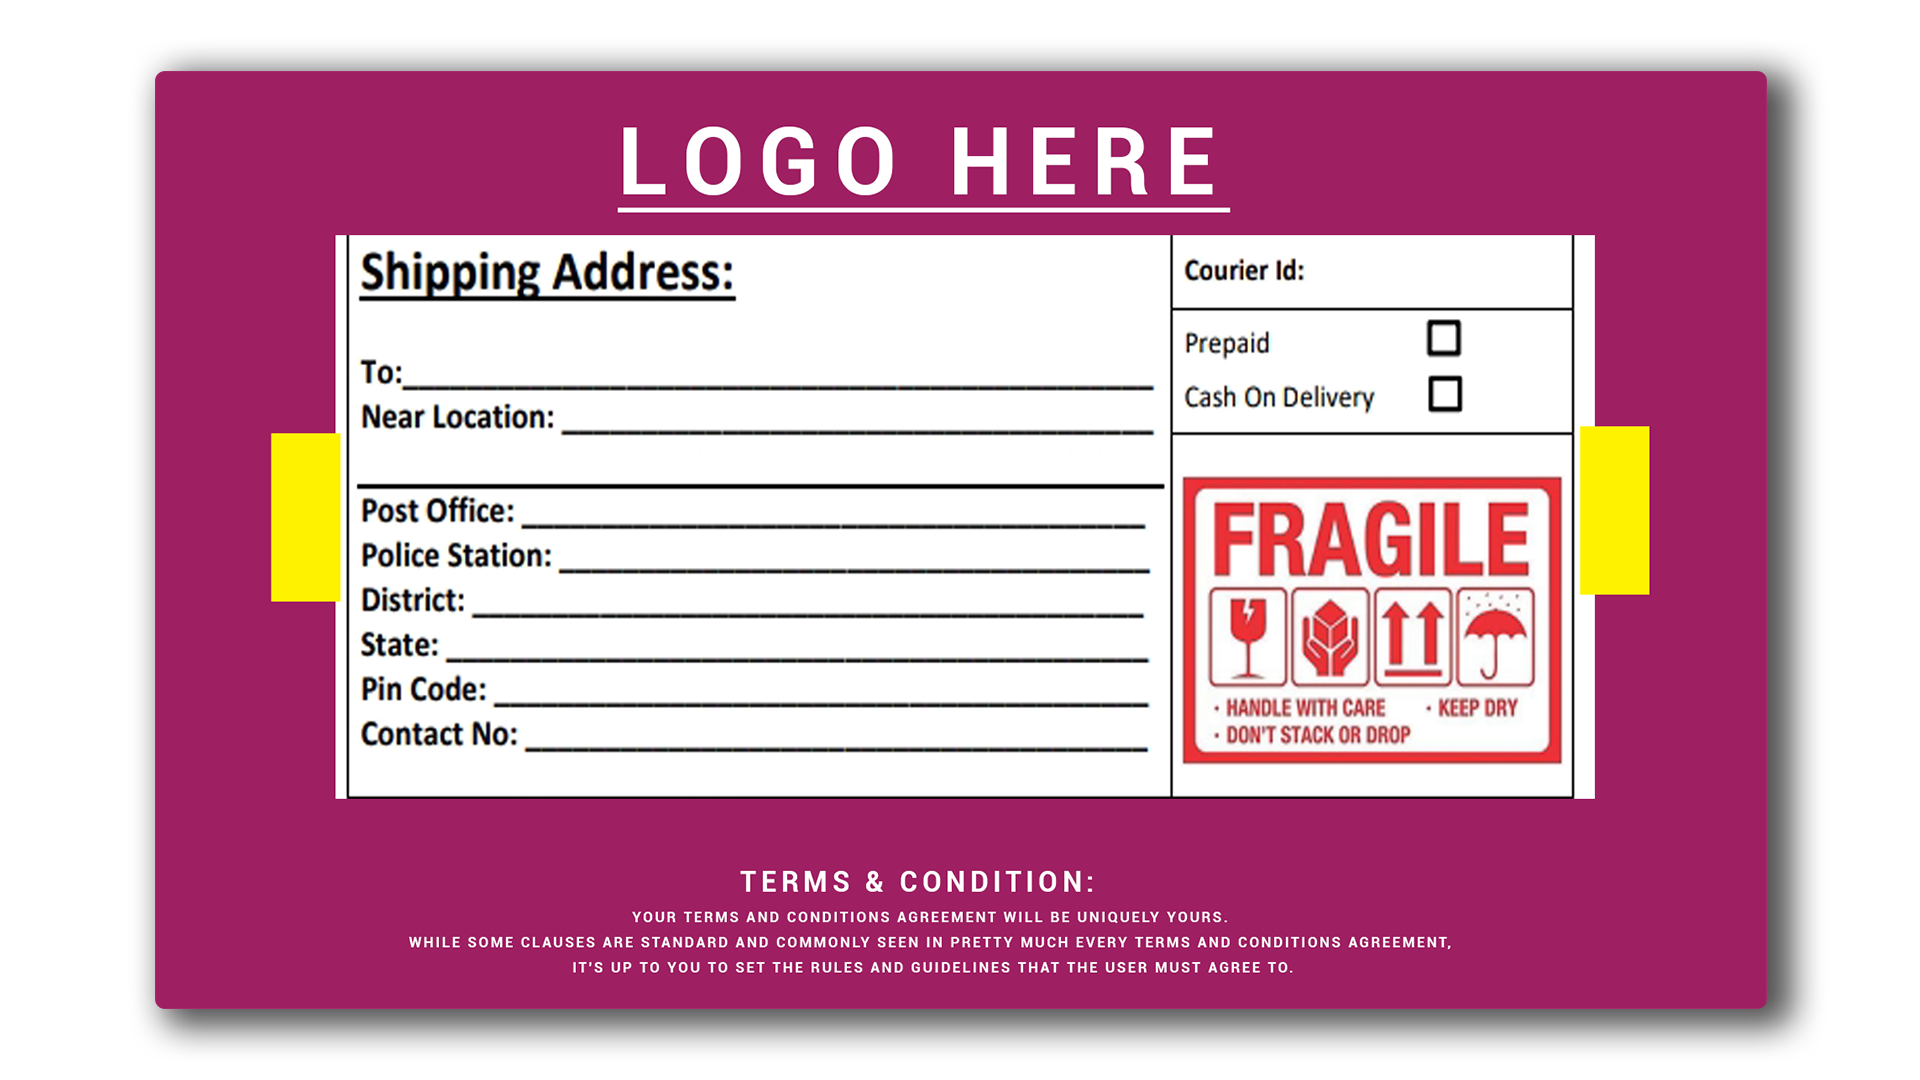 LOGO HERE
Shipping Address:
To:
Near Location:
Post Office:
Police Station:
District:
State:
Pin Code:
Contact No:
Courier Id:
Prepaid
Cash On Delivery
FRAGILE
· HANDLE WITH CARE · KEEP DRY
· DON'T STACK OR DROP
TERMS & CONDITION:
YOUR TERMS AND CONDITIONS AGREEMENT WILL BE UNIQUELY YOURS.
WHILE SOME CLAUSES ARE STANDARD AND COMMONLY SEEN IN PRETTY MUCH EVERY TERMS AND CONDITIONS AGREEMENT,
IT'S UP TO YOU TO SET THE RULES AND GUIDELINES THAT THE USER MUST AGREE TO.